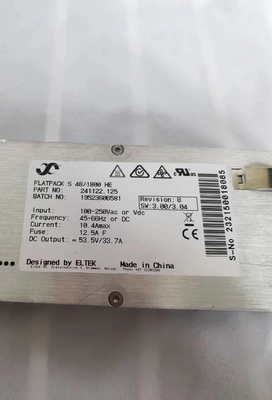 FLATPACK S 48/1800 HE
PART NO: 241122.125
BATCH NO: 19523606581
Revision: B
SW:3.00/3.04
Input: 100-250Vac or Vdc
Frequency: 45-66Hz or DC
Current: 10.4Amax
Fuse: 12.5A F
DC Output: ⎓ 53.5V/33.7A
Designed by ELTEK
Made in China
S-No 232150018085